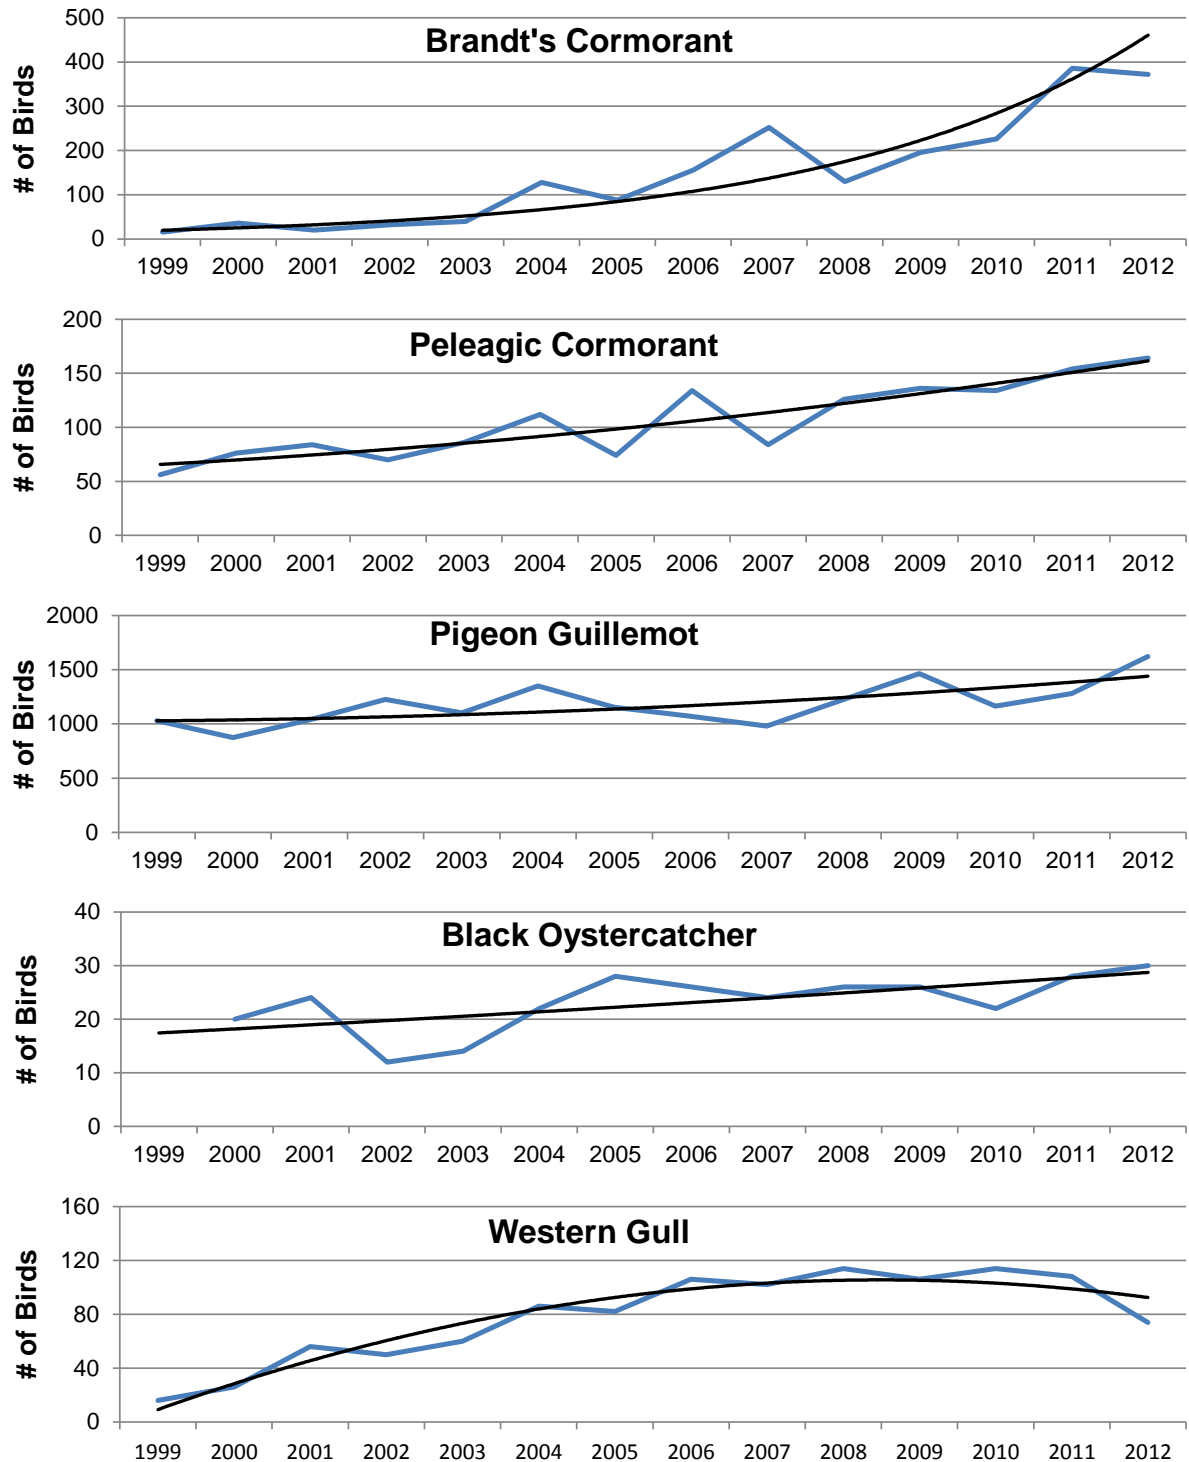 Brandt's Cormorant
# of Birds
500
400
300
200
100
0
1999 2000 2001 2002 2003 2004 2005 2006 2007 2008 2009 2010 2011 2012
Peleagic Cormorant
# of Birds
200
150
100
50
0
1999 2000 2001 2002 2003 2004 2005 2006 2007 2008 2009 2010 2011 2012
Pigeon Guillemot
# of Birds
2000
1500
1000
500
0
1999 2000 2001 2002 2003 2004 2005 2006 2007 2008 2009 2010 2011 2012
Black Oystercatcher
# of Birds
40
30
20
10
0
1999 2000 2001 2002 2003 2004 2005 2006 2007 2008 2009 2010 2011 2012
Western Gull
# of Birds
160
120
80
40
0
1999 2000 2001 2002 2003 2004 2005 2006 2007 2008 2009 2010 2011 2012